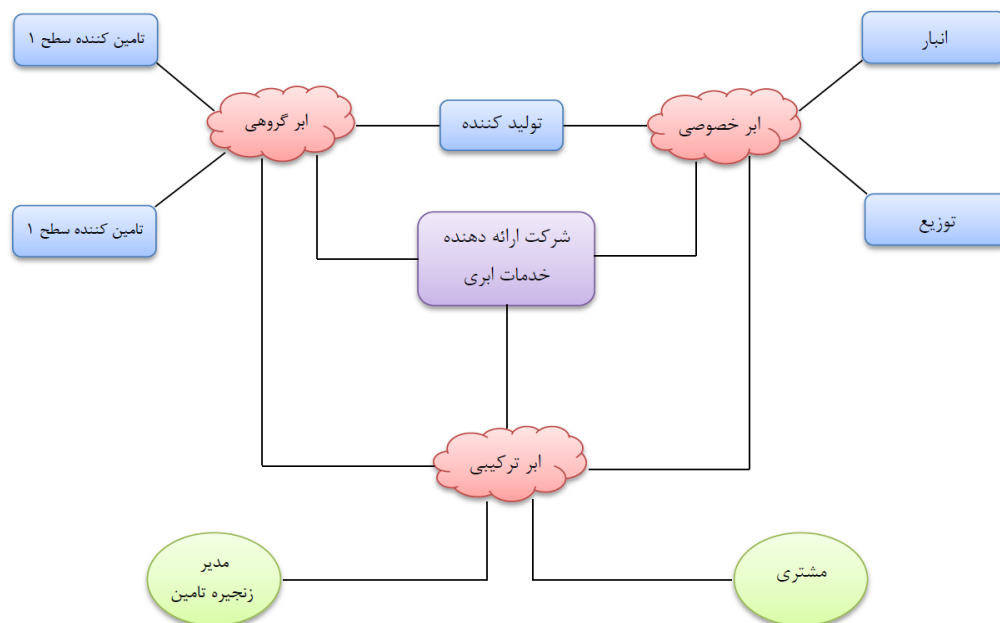 انبار
تامین کننده سطح ۱
ابر خصوصی
تولید کننده
ابر گروهی
توزیع
تامین کننده سطح ۱
شرکت ارائه دهنده
خدمات ابری
ابر ترکیبی
مشتری
مدیر
زنجیره تامین